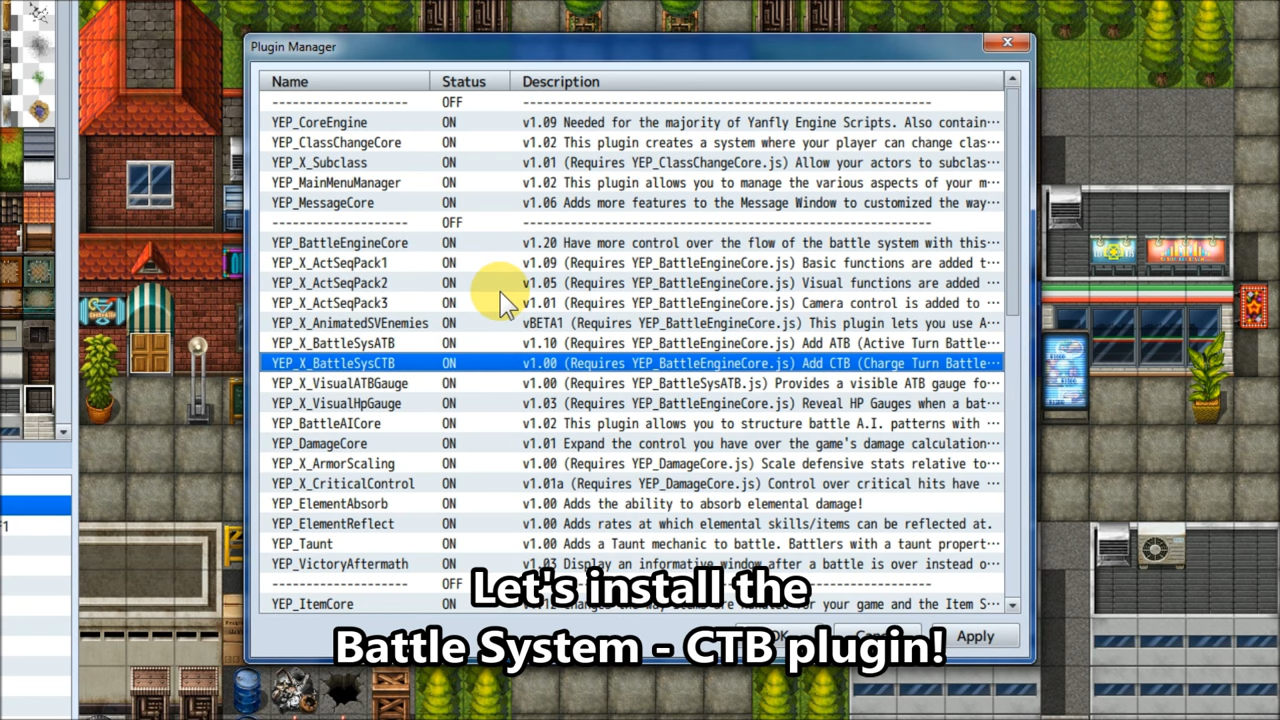 Plugin Manager
Name Status Description
-------------------- OFF ------------------------------------------------------------
YEP_CoreEngine ON v1.09 Needed for the majority of Yanfly Engine Scripts. Also contain···
YEP_ClassChangeCore ON v1.02 This plugin creates a system where your player can change clas···
YEP_X_Subclass ON v1.01 (Requires YEP_ClassChangeCore.js) Allow your actors to subclas···
YEP_MainMenuManager ON v1.02 This plugin allows you to manage the various aspects of your m···
YEP_MessageCore ON v1.06 Adds more features to the Message Window to customized the way···
-------------------- OFF ------------------------------------------------------------
YEP_BattleEngineCore ON v1.20 Have more control over the flow of the battle system with this···
YEP_X_ActSeqPack1 ON v1.09 (Requires YEP_BattleEngineCore.js) Basic functions are added t···
YEP_X_ActSeqPack2 ON v1.05 (Requires YEP_BattleEngineCore.js) Visual functions are added ···
YEP_X_ActSeqPack3 ON v1.01 (Requires YEP_BattleEngineCore.js) Camera control is added to ···
YEP_X_AnimatedSVEnemies ON vBETA1 (Requires YEP_BattleEngineCore.js) This plugin lets you use A···
YEP_X_BattleSysATB ON v1.10 (Requires YEP_BattleEngineCore.js) Add ATB (Active Turn Battle···
YEP_X_BattleSysCTB ON v1.00 (Requires YEP_BattleEngineCore.js) Add CTB (Charge Turn Battle···
YEP_X_VisualATBGauge ON v1.00 (Requires YEP_BattleSysATB.js) Provides a visible ATB gauge fo···
YEP_X_VisualHPGauge ON v1.03 (Requires YEP_BattleEngineCore.js) Reveal HP Gauges when a bat···
YEP_BattleAICore ON v1.02 This plugin allows you to structure battle A.I. patterns with ···
YEP_DamageCore ON v1.01 Expand the control you have over the game's damage calculation···
YEP_X_ArmorScaling ON v1.00 (Requires YEP_DamageCore.js) Scale defensive stats relative to···
YEP_X_CriticalControl ON v1.01a (Requires YEP_DamageCore.js) Control over critical hits have ···
YEP_ElementAbsorb ON v1.00 Adds the ability to absorb elemental damage!
YEP_ElementReflect ON v1.00 Adds rates at which elemental skills/items can be reflected at.
YEP_Taunt ON v1.00 Adds a Taunt mechanic to battle. Battlers with a taunt propert···
YEP_VictoryAftermath ON v1.03 Display an informative window after a battle is over instead o···
-------------------- OFF
YEP_ItemCore ON items are handled for your game and the Item S···
Apply
Let's install the
Battle System - CTB plugin!